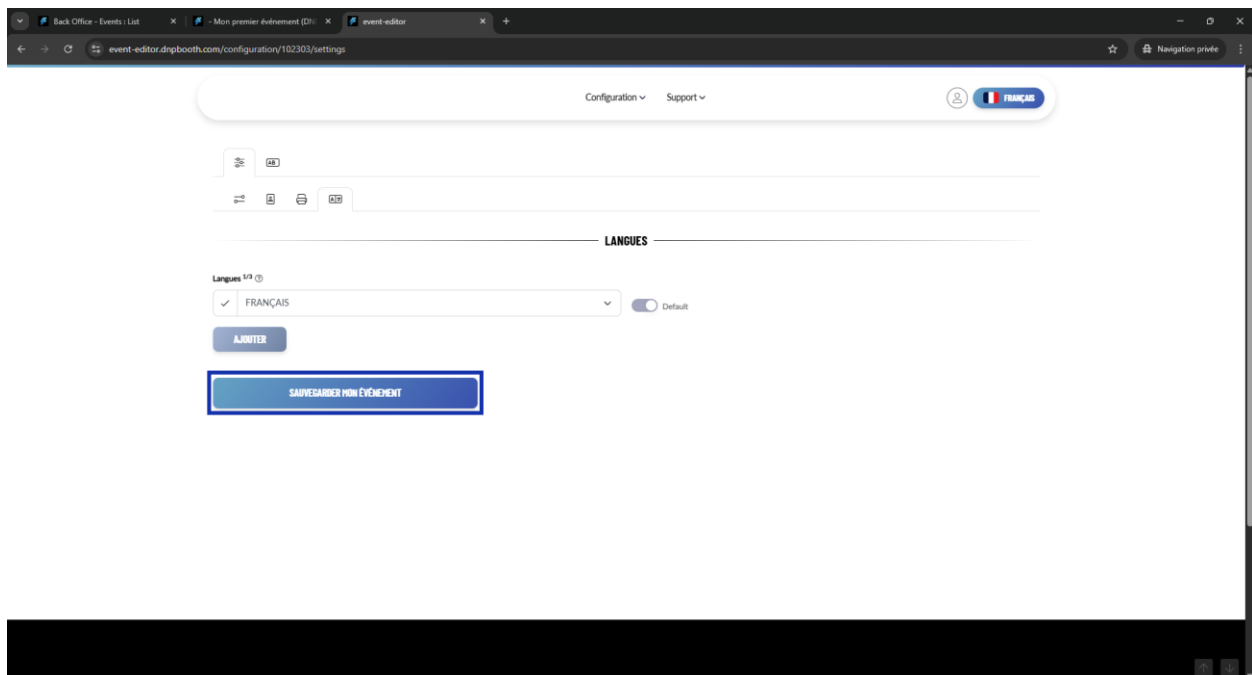 Back Office - Events : List
- Mon premier événement (DN
event-editor
event-editor.dnpbooth.com/configuration/102303/settings
Navigation privée
Configuration
Support
FRANÇAIS
AB
LANGUES
Langues 1/3
FRANÇAIS
Default
AJOUTER
SAUVEGARDER MON ÉVÉNEMENT